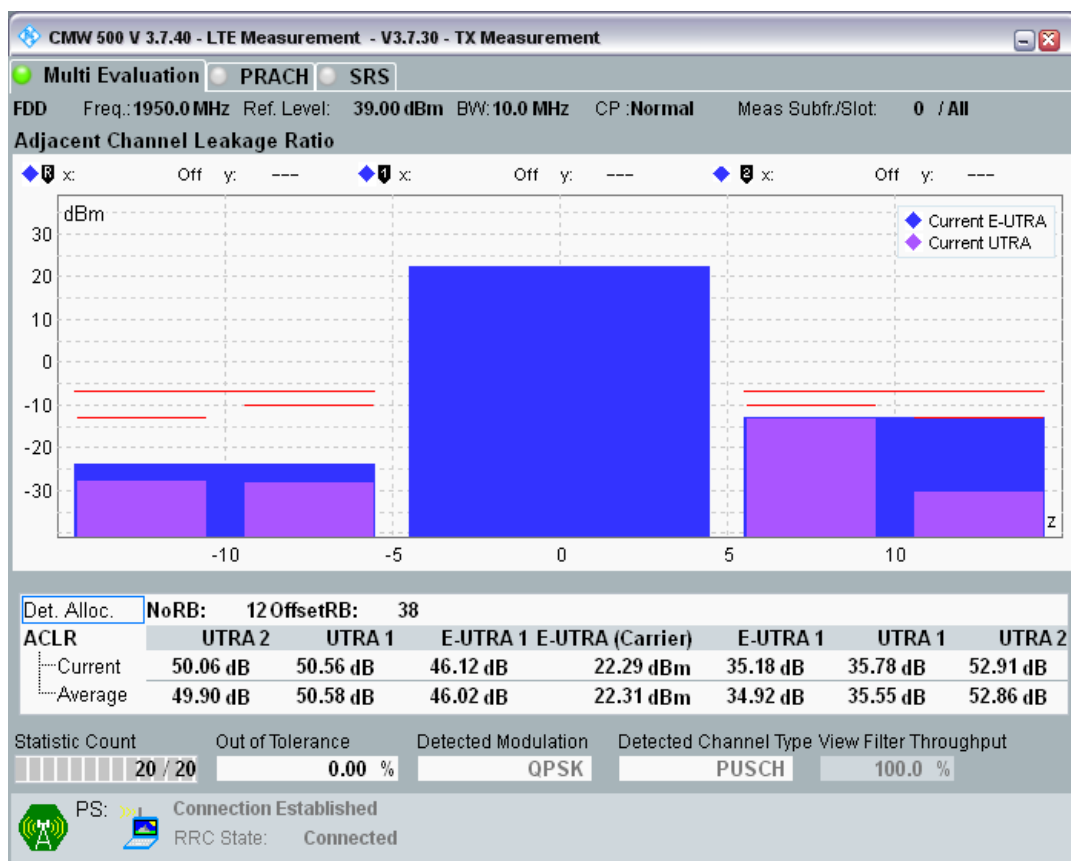 CMW 500 V 3.7.40 - LTE Measurement - V3.7.30 - TX Measurement
Multi Evaluation PRACH SRS
FDD Freq.: 1950.0 MHz Ref. Level: 39.00 dBm BW: 10.0 MHz CP : Normal Meas Subfr./Slot: 0 / All
Adjacent Channel Leakage Ratio
R x: Off y: --- 1 x: Off y: --- 2 x: Off y: ---
dBm
Current E-UTRA
Current UTRA
30
20
10
0
-10
-20
-30
z
-10 -5 0 5 10
Det. Alloc. NoRB: 12 OffsetRB: 38
ACLR UTRA 2 UTRA 1 E-UTRA 1 E-UTRA (Carrier) E-UTRA 1 UTRA 1 UTRA 2
Current 50.06 dB 50.56 dB 46.12 dB 22.29 dBm 35.18 dB 35.78 dB 52.91 dB
Average 49.90 dB 50.58 dB 46.02 dB 22.31 dBm 34.92 dB 35.55 dB 52.86 dB
Statistic Count Out of Tolerance Detected Modulation Detected Channel Type View Filter Throughput
20 / 20 0.00 % QPSK PUSCH 100.0 %
PS: Connection Established
RRC State: Connected